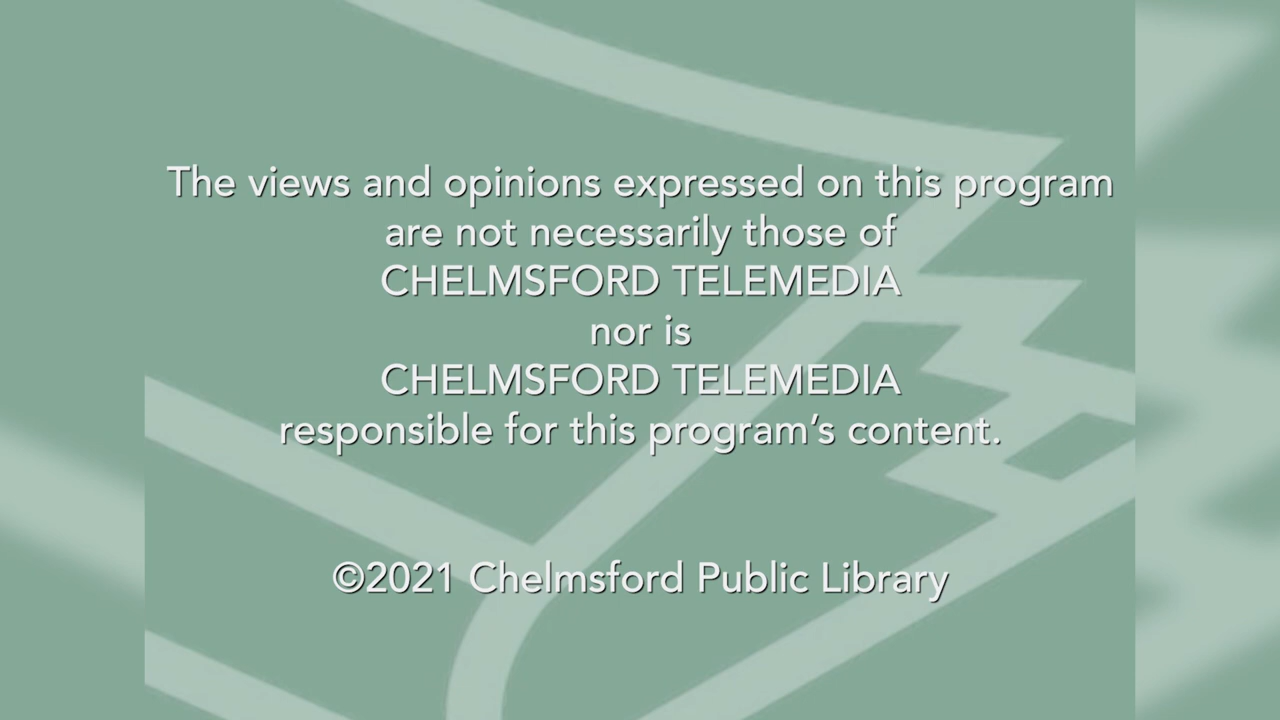 The views and opinions expressed on this program
are not necessarily those of
CHELMSFORD TELEMEDIA
nor is
CHELMSFORD TELEMEDIA
responsible for this program’s content.
©2021 Chelmsford Public Library